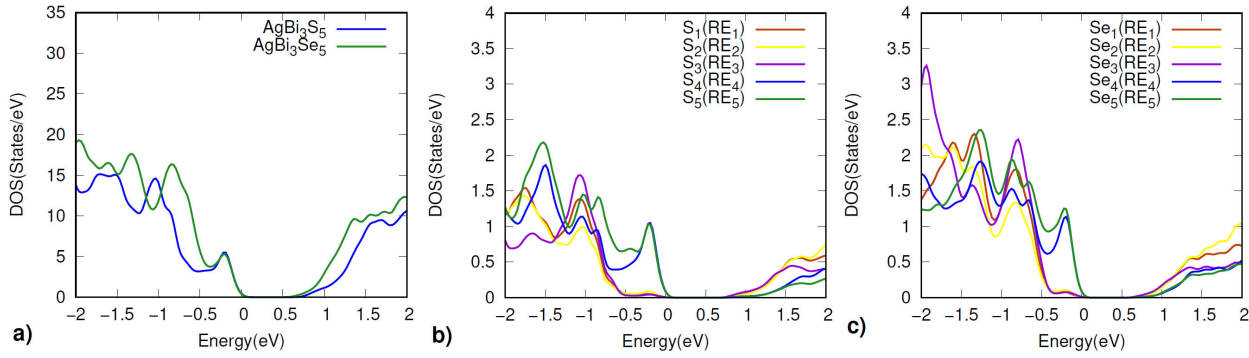 35
30
25
20
15
10
5
0
DOS(States/eV)
−2 −1.5 −1 −0.5 0 0.5 1 1.5 2
Energy(eV)
AgBi3S5
AgBi3Se5
a)
4
3.5
3
2.5
2
1.5
1
0.5
0
DOS(States/eV)
−2 −1.5 −1 −0.5 0 0.5 1 1.5 2
Energy(eV)
S1(RE1)
S2(RE2)
S3(RE3)
S4(RE4)
S5(RE5)
b)
4
3.5
3
2.5
2
1.5
1
0.5
0
DOS(States/eV)
−2 −1.5 −1 −0.5 0 0.5 1 1.5 2
Energy(eV)
Se1(RE1)
Se2(RE2)
Se3(RE3)
Se4(RE4)
Se5(RE5)
c)